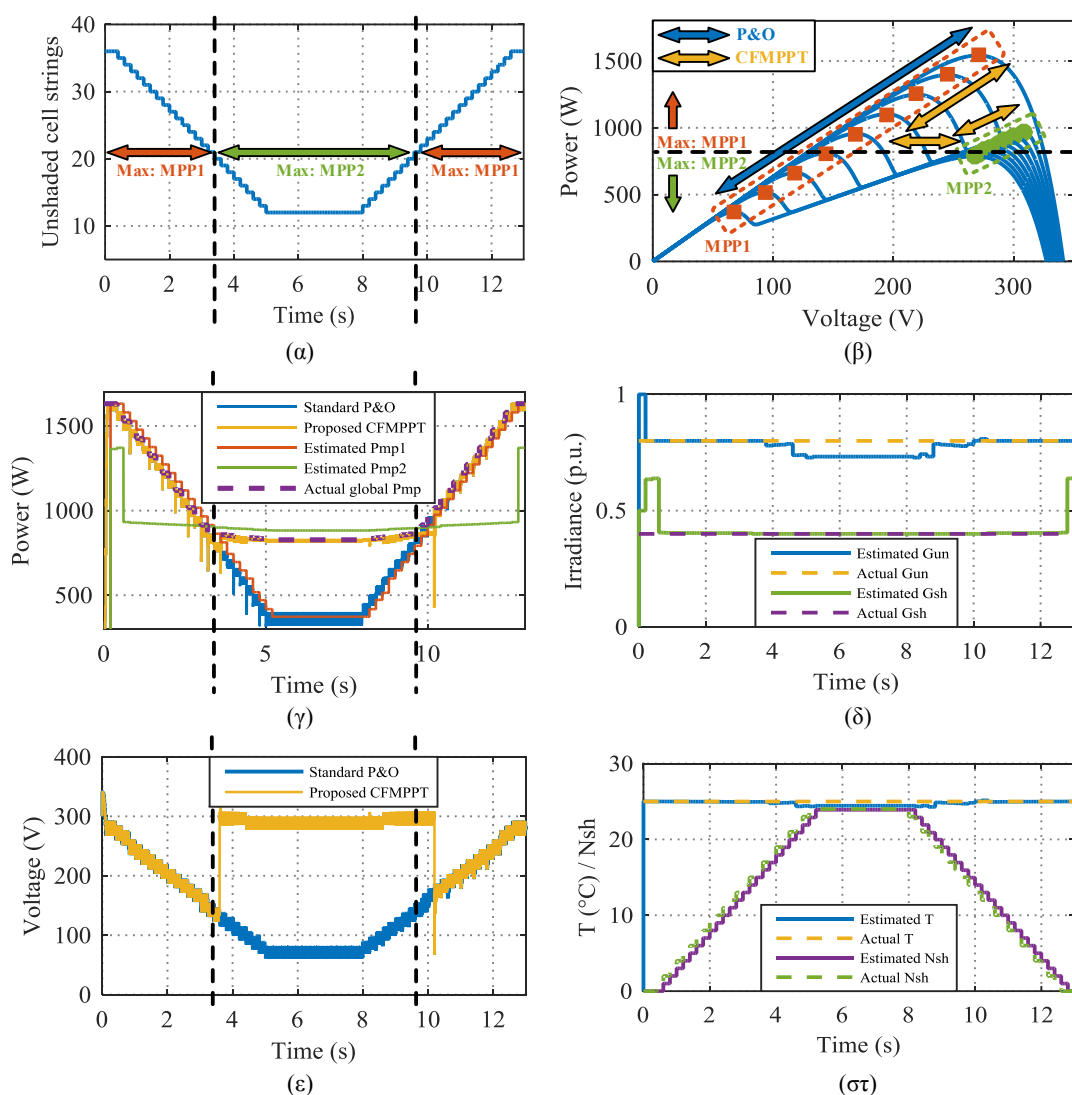 40
30
20
10
Unshaded cell strings
Max: MPP1
Max: MPP2
Max: MPP1
0 2 4 6 8 10 12
Time (s)
(α)
P&O
CFMPPT
1500
1000
500
0
Power (W)
Max: MPP1
Max: MPP2
MPP1
MPP2
0 100 200 300
Voltage (V)
(β)
1500
1000
500
Power (W)
Standard P&O
Proposed CFMPPT
Estimated Pmp1
Estimated Pmp2
Actual global Pmp
0 5 10
Time (s)
(γ)
1
0.5
0
Irradiance (p.u.)
Estimated Gun
Actual Gun
Estimated Gsh
Actual Gsh
0 2 4 6 8 10 12
Time (s)
(δ)
400
300
200
100
0
Voltage (V)
Standard P&O
Proposed CFMPPT
0 2 4 6 8 10 12
Time (s)
(ε)
30
20
10
0
T (°C) / Nsh
Estimated T
Actual T
Estimated Nsh
Actual Nsh
0 2 4 6 8 10 12
Time (s)
(στ)